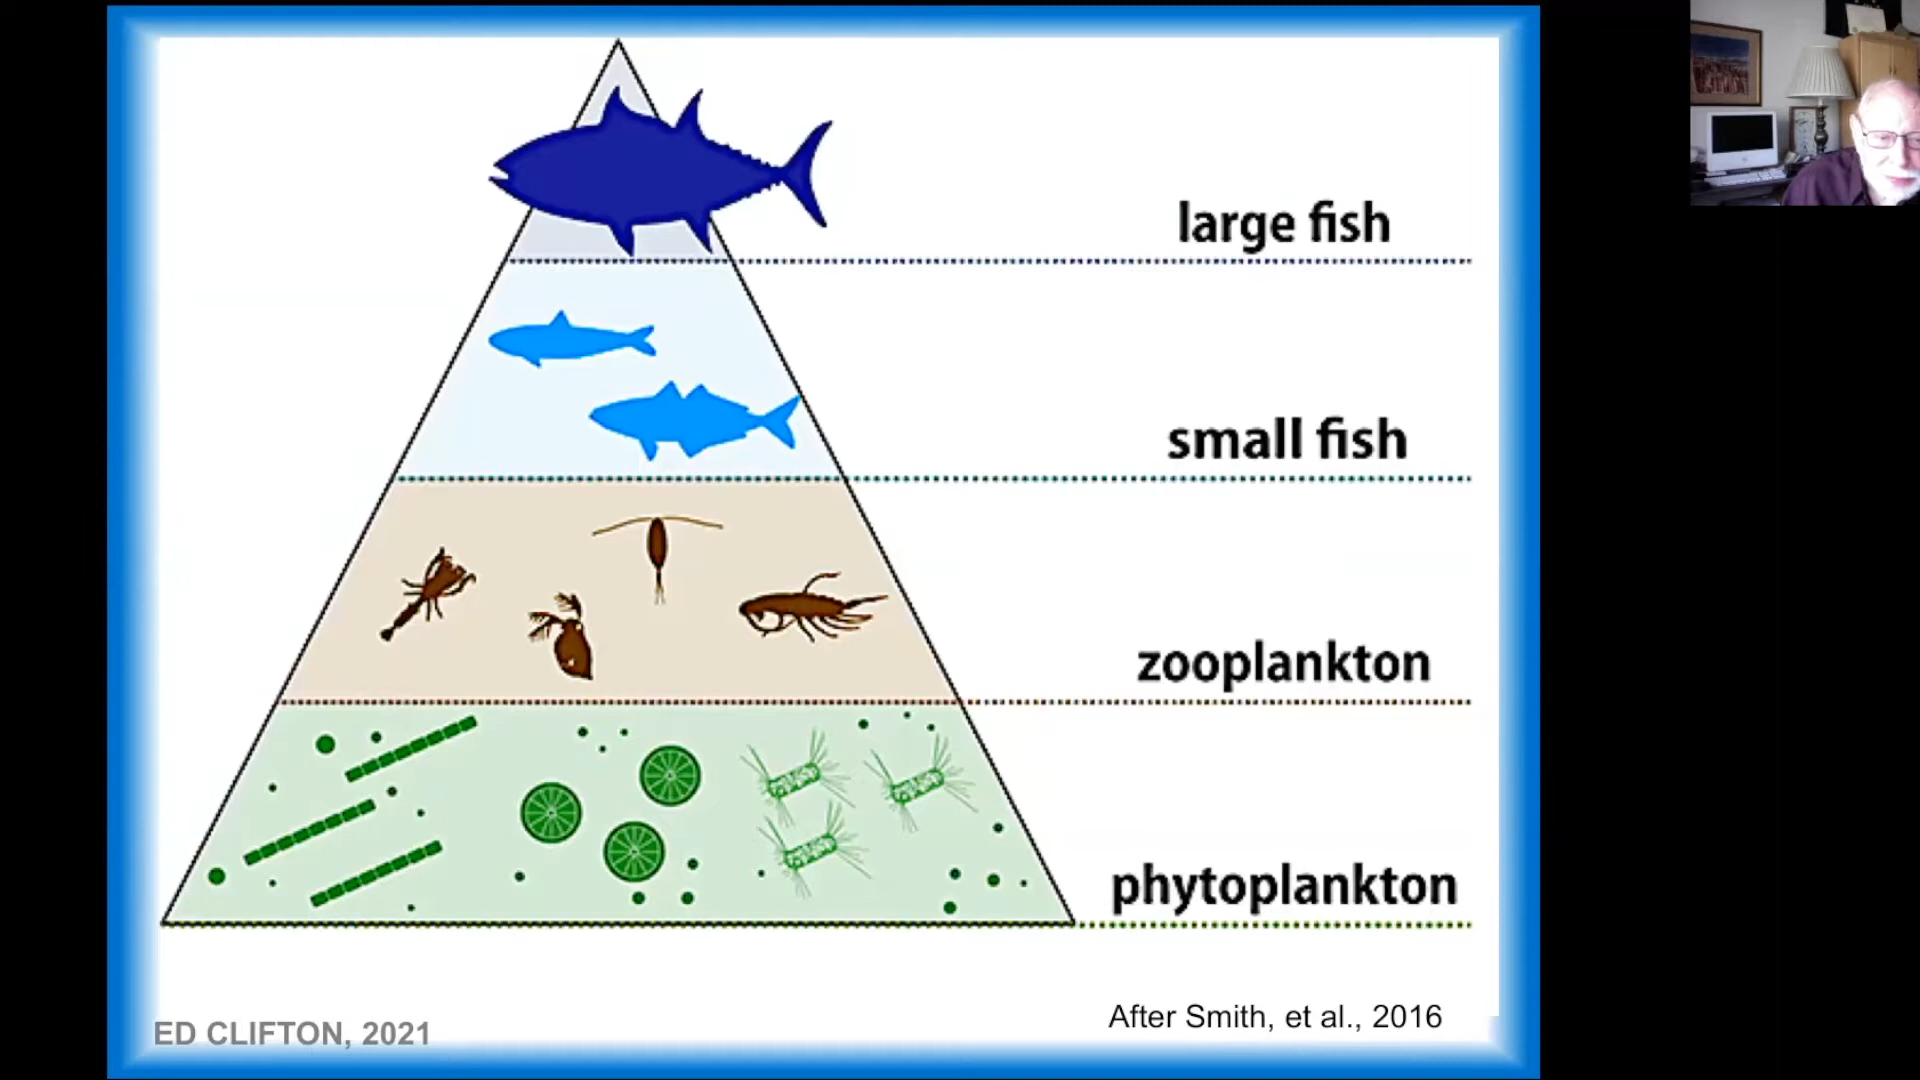 large fish
small fish
zooplankton
phytoplankton
After Smith, et al., 2016
ED CLIFTON, 2021